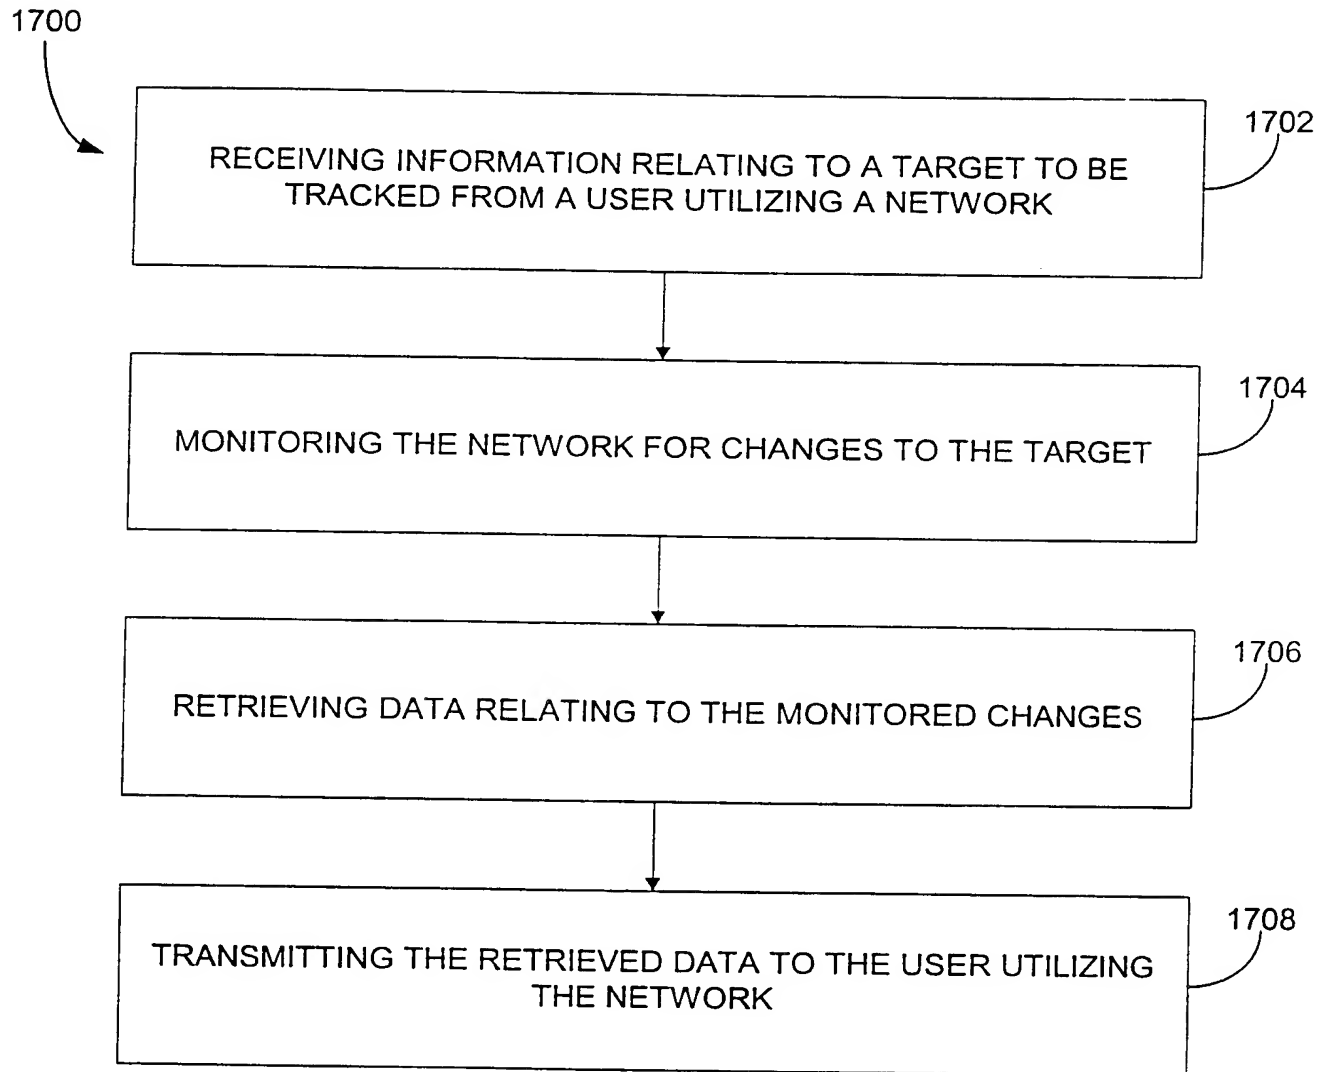 1700
1702
RECEIVING INFORMATION RELATING TO A TARGET TO BE
TRACKED FROM A USER UTILIZING A NETWORK
1704
MONITORING THE NETWORK FOR CHANGES TO THE TARGET
1706
RETRIEVING DATA RELATING TO THE MONITORED CHANGES
1708
TRANSMITTING THE RETRIEVED DATA TO THE USER UTILIZING
THE NETWORK